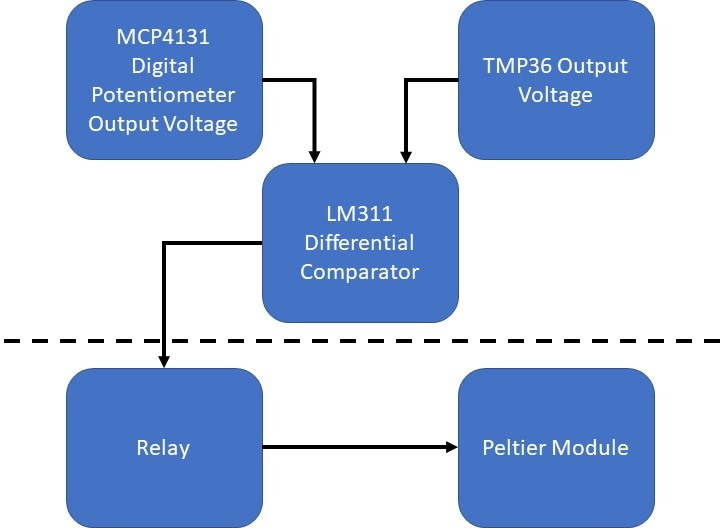 MCP4131
Digital
Potentiometer
Output Voltage
TMP36 Output
Voltage
LM311
Differential
Comparator
Relay
Peltier Module